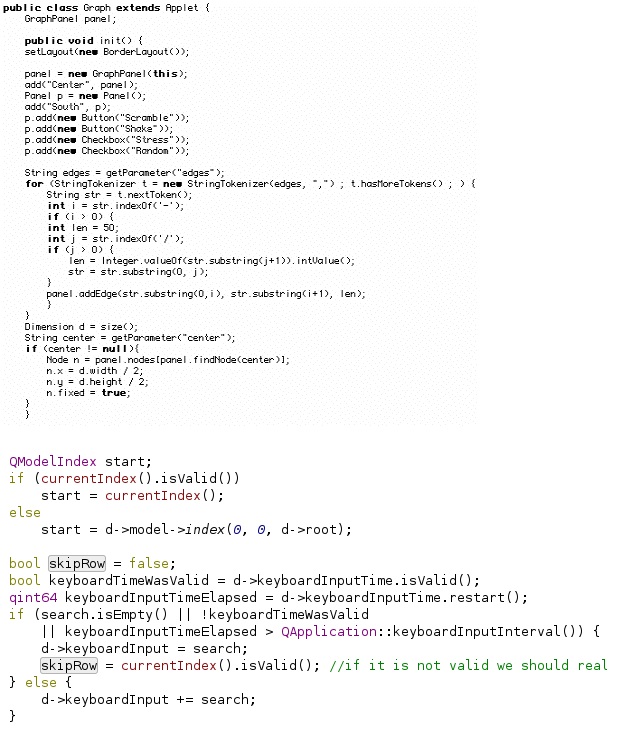 public class Graph extends Applet {
    GraphPanel panel;

    public void init() {
    setLayout(new BorderLayout());

    panel = new GraphPanel(this);
    add("Center", panel);
    Panel p = new Panel();
    add("South", p);
    p.add(new Button("Scramble"));
    p.add(new Button("Shake"));
    p.add(new Checkbox("Stress"));
    p.add(new Checkbox("Random"));

    String edges = getParameter("edges");
    for (StringTokenizer t = new StringTokenizer(edges, ",") ; t.hasMoreTokens() ; ) {
        String str = t.nextToken();
        int i = str.indexOf('-');
        if (i > 0) {
        int len = 50;
        int j = str.indexOf('/');
        if (j > 0) {
            len = Integer.valueOf(str.substring(j+1)).intValue();
            str = str.substring(0, j);
        }
        panel.addEdge(str.substring(0,i), str.substring(i+1), len);
        }
    }
    Dimension d = size();
    String center = getParameter("center");
    if (center != null){
        Node n = panel.nodes[panel.findNode(center)];
        n.x = d.width / 2;
        n.y = d.height / 2;
        n.fixed = true;
    }
    }

QModelIndex start;
if (currentIndex().isValid())
    start = currentIndex();
else
    start = d->model->index(0, 0, d->root);

bool skipRow = false;
bool keyboardTimeWasValid = d->keyboardInputTime.isValid();
qint64 keyboardInputTimeElapsed = d->keyboardInputTime.restart();
if (search.isEmpty() || !keyboardTimeWasValid
    || keyboardInputTimeElapsed > QApplication::keyboardInputInterval()) {
    d->keyboardInput = search;
    skipRow = currentIndex().isValid(); //if it is not valid we should real
} else {
    d->keyboardInput += search;
}